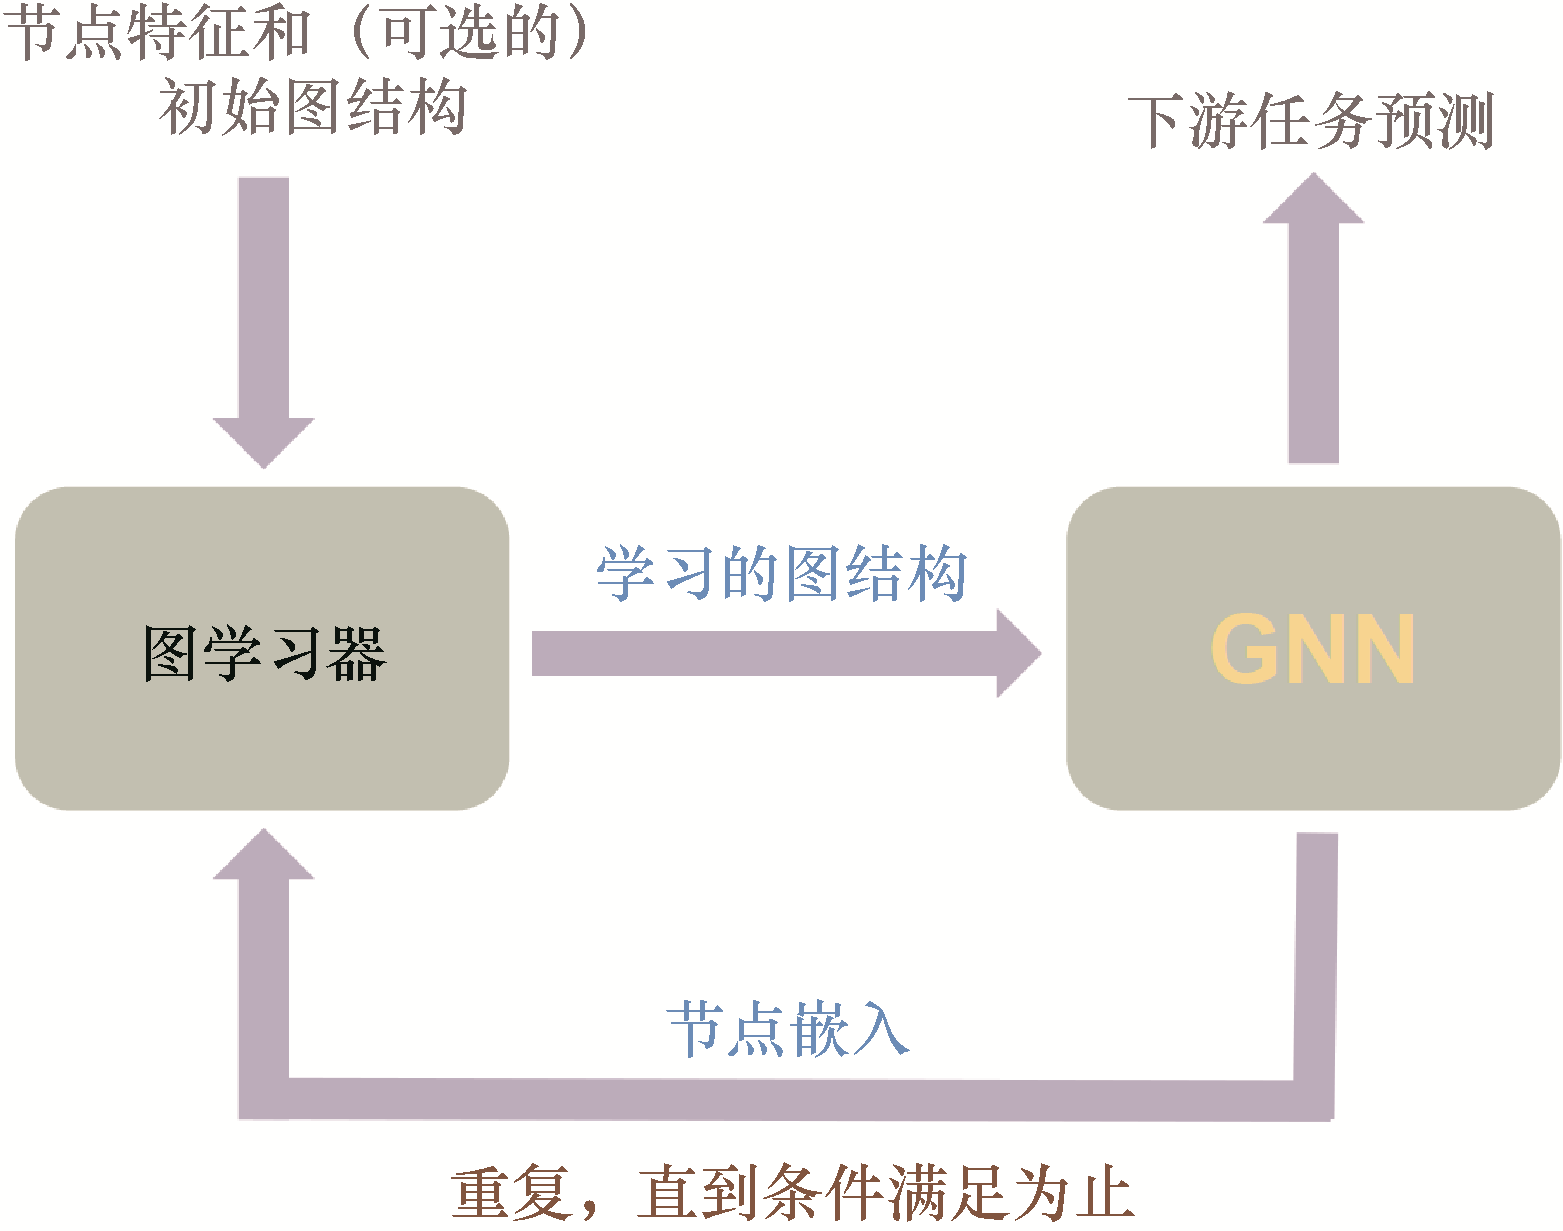 节点特征和（可选的）
初始图结构
下游任务预测
学习的图结构
图学习器
GNN
节点嵌入
重复，直到条件满足为止